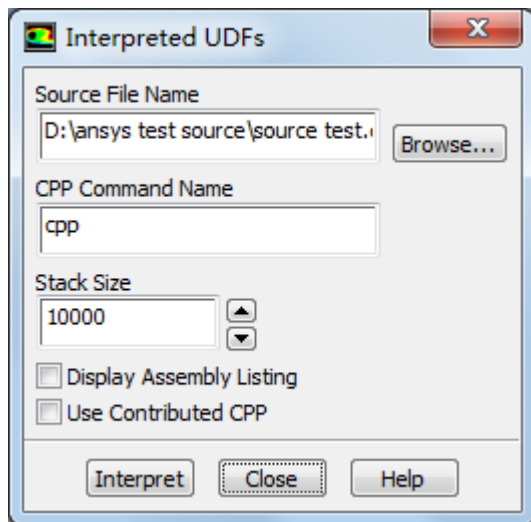 Interpreted UDFs
Source File Name
D:\ansys test source\source test.
Browse...
CPP Command Name
cpp
Stack Size
10000
Display Assembly Listing
Use Contributed CPP
Interpret Close Help